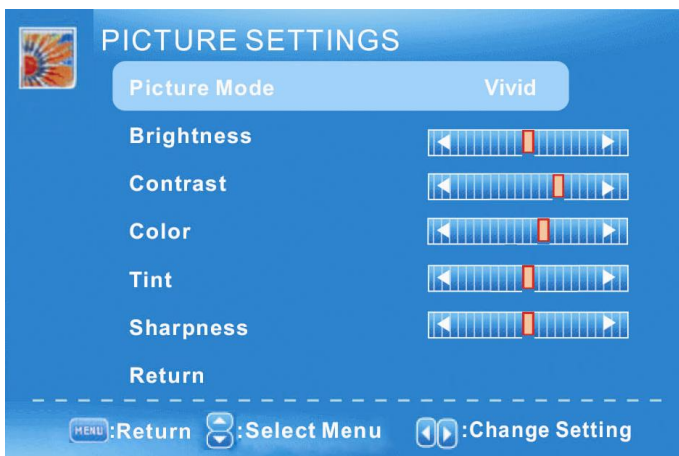 PICTURE SETTINGS
Picture Mode Vivid
Brightness
Contrast
Color
Tint
Sharpness
Return
MENU :Return :Select Menu :Change Setting